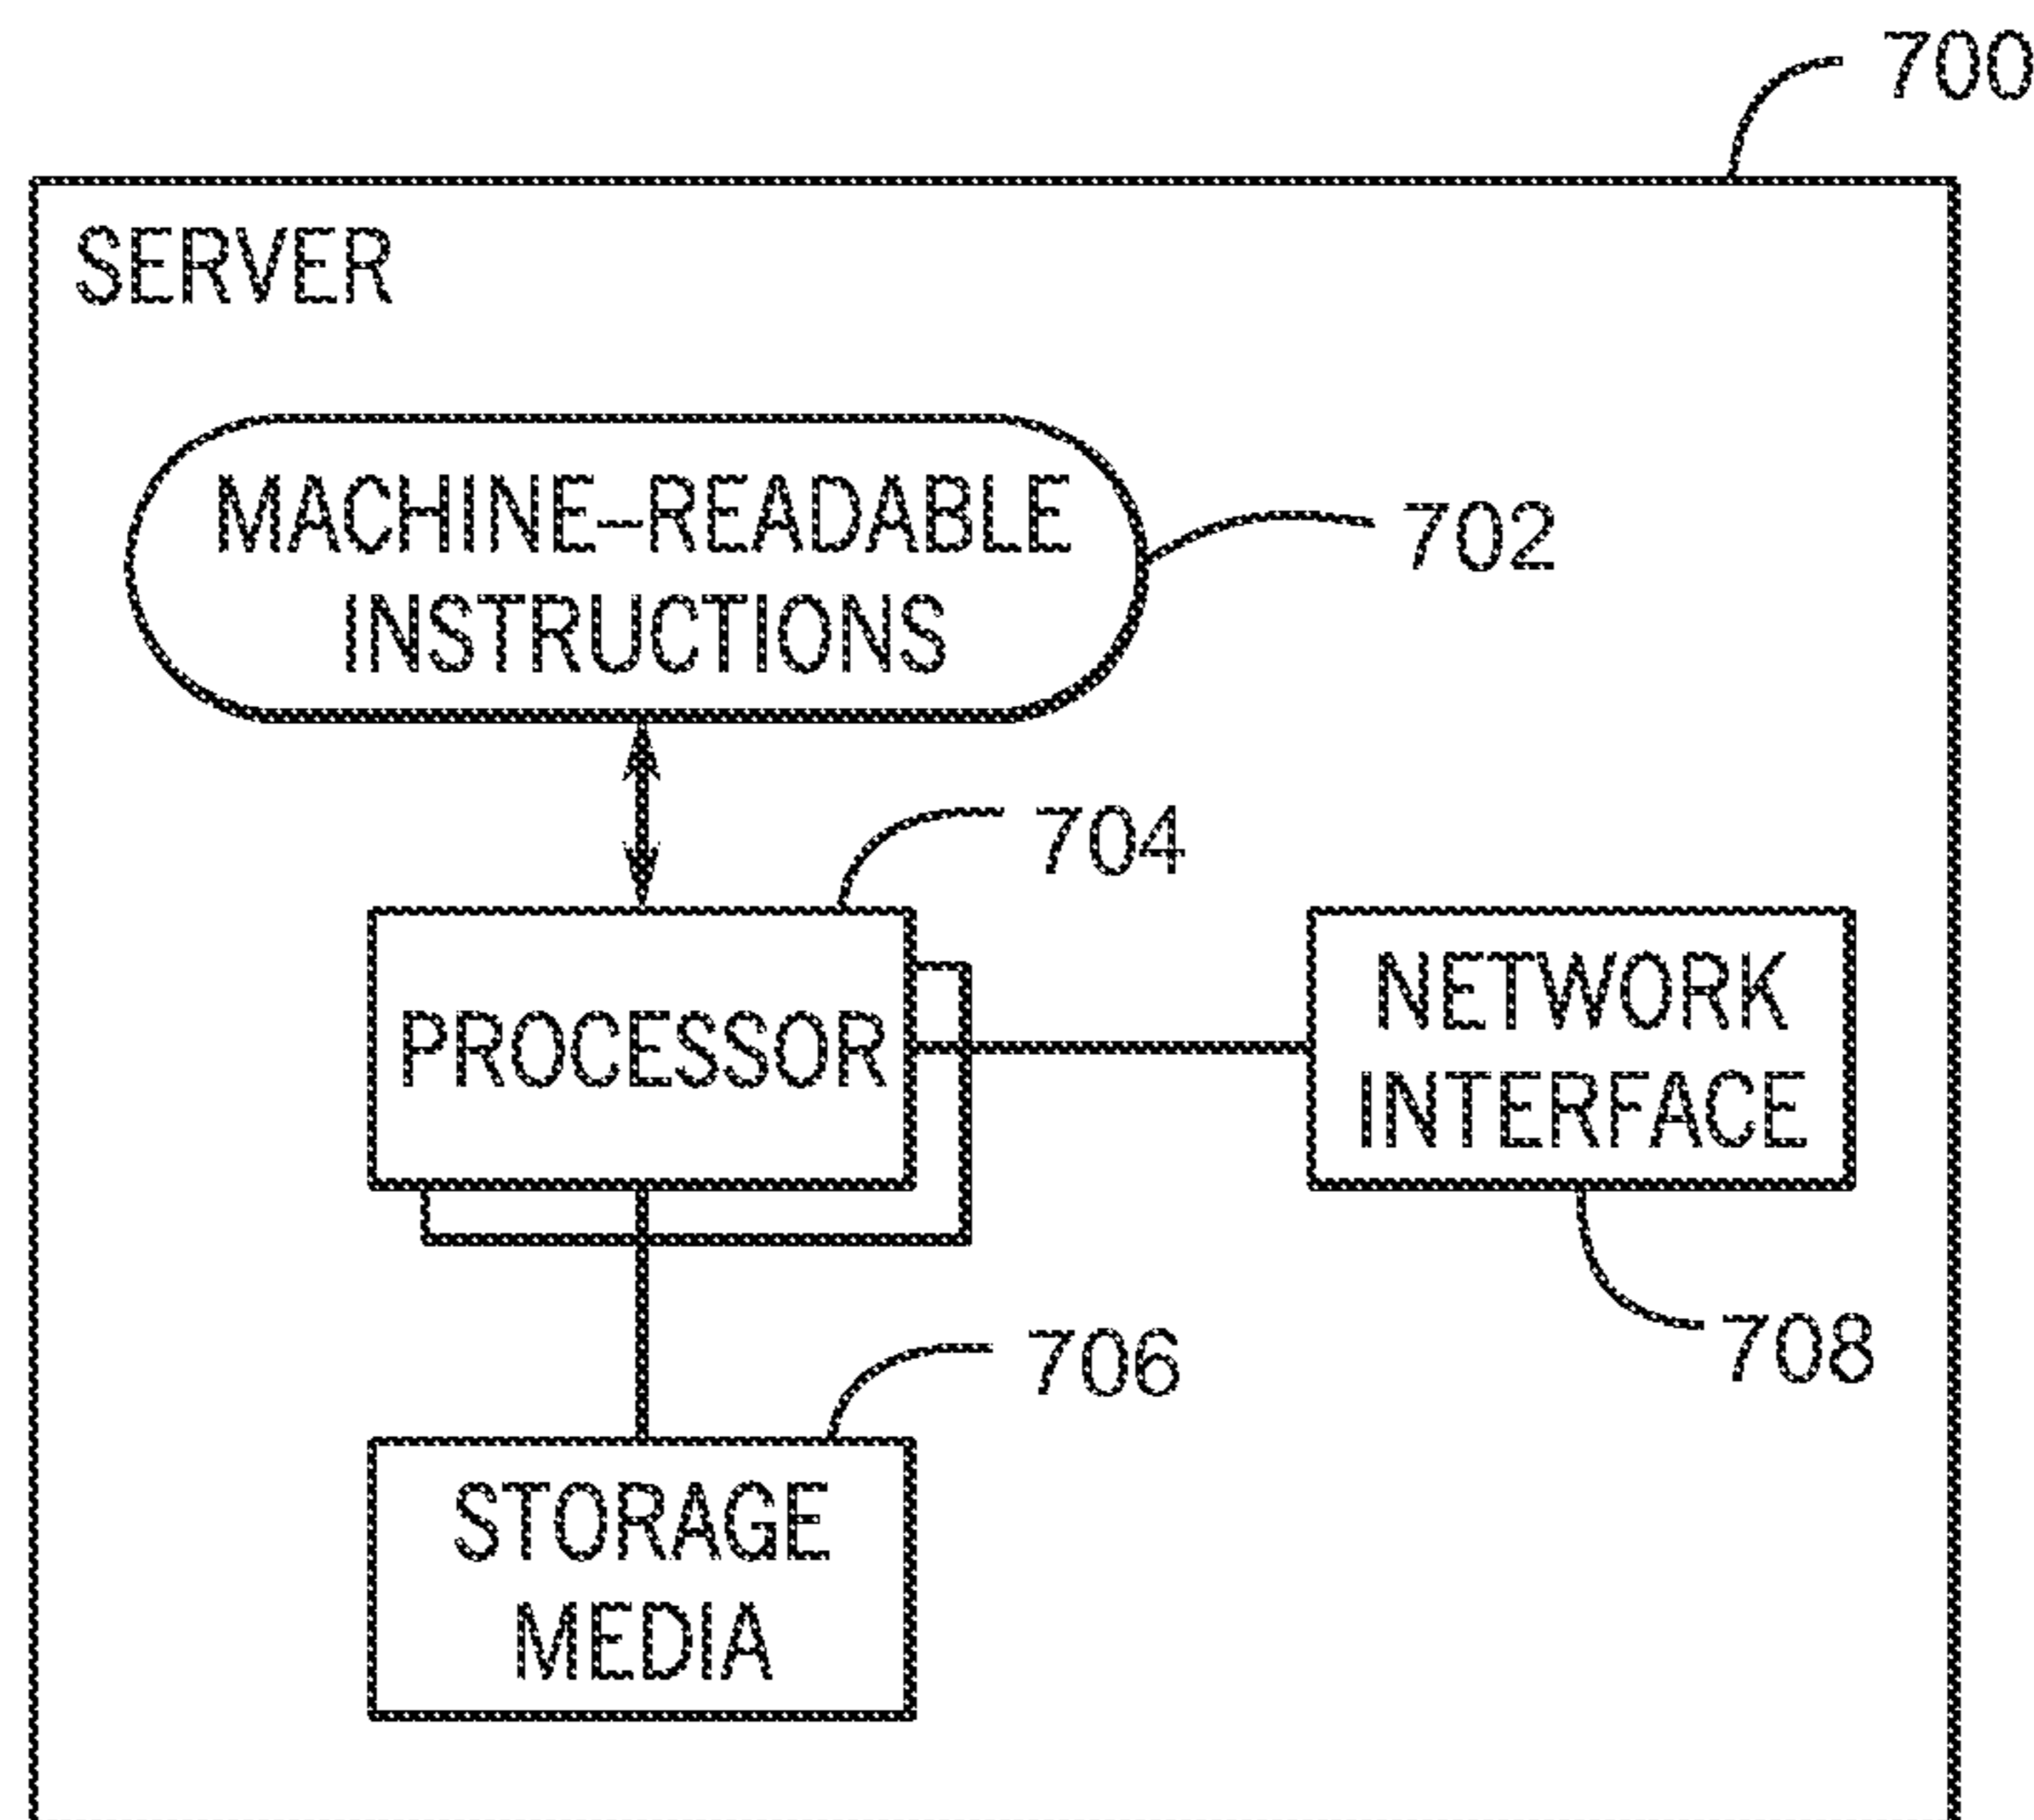 700
SERVER
MACHINE-READABLE
INSTRUCTIONS
702
704
PROCESSOR
NETWORK
INTERFACE
706
708
STORAGE
MEDIA